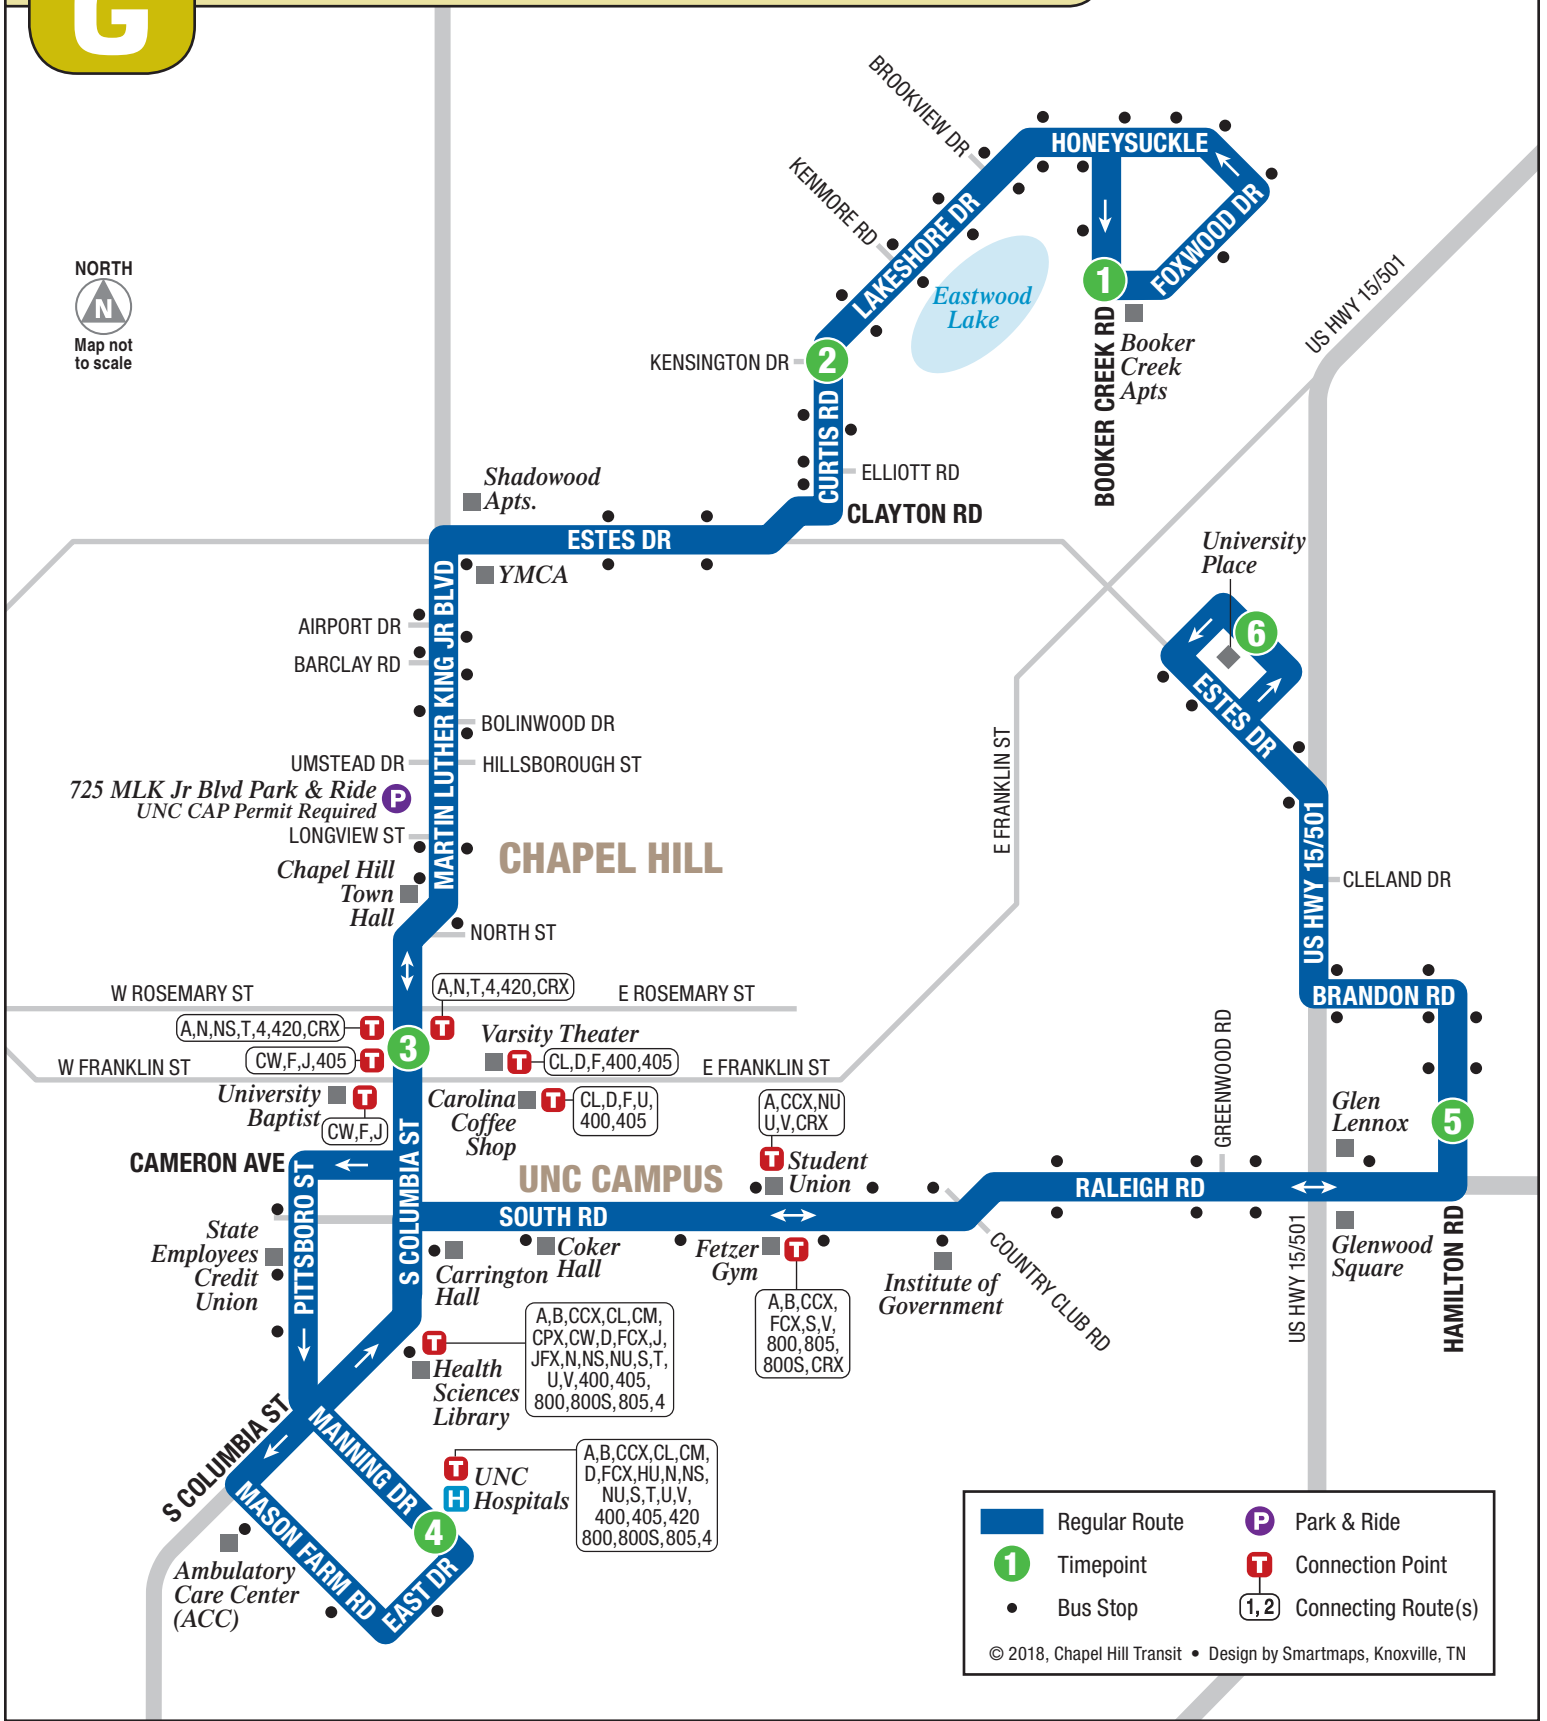 G
BROOKVIEW DR
HONEYSUCKLE
KENMORE RD
LAKESHORE DR
FOXWOOD DR
NORTH
N
Map not
to scale
Eastwood
Lake
1
BOOKER CREEK RD
Booker
Creek
Apts
US HWY 15/501
KENSINGTON DR
2
CURTIS RD
ELLIOTT RD
CLAYTON RD
Shadowood
Apts.
ESTES DR
YMCA
University
Place
6
ESTES DR
MARTIN LUTHER KING JR BLVD
AIRPORT DR
BARCLAY RD
BOLINWOOD DR
UMSTEAD DR
HILLSBOROUGH ST
725 MLK Jr Blvd Park & Ride
UNC CAP Permit Required
P
LONGVIEW ST
Chapel Hill
Town
Hall
CHAPEL HILL
E FRANKLIN ST
US HWY 15/501
CLELAND DR
NORTH ST
BRANDON RD
W ROSEMARY ST
A,N,T,4,420,CRX
E ROSEMARY ST
A,N,NS,T,4,420,CRX
T
T
3
Varsity Theater
CW,F,J,405
T
T
CL,D,F,400,405
W FRANKLIN ST
E FRANKLIN ST
University
Baptist
T
CW,F,J
Carolina
Coffee
Shop
T
CL,D,F,U,
400,405
A,CCX,NU
U,V,CRX
T
Student
Union
GREENWOOD RD
Glen
Lennox
5
CAMERON AVE
S COLUMBIA ST
UNC CAMPUS
RALEIGH RD
SOUTH RD
PITTSBORO ST
State
Employees
Credit
Union
Carrington
Hall
Coker
Hall
Fetzer
Gym
T
A,B,CCX,
FCX,S,V,
800,805,
800S,CRX
Institute of
Government
COUNTRY CLUB RD
US HWY 15/501
Glenwood
Square
HAMILTON RD
T
Health
Sciences
Library
A,B,CCX,CL,CM,
CPX,CW,D,FCX,J,
JFX,N,NS,NU,S,T,
U,V,400,405,
800,800S,805,4
S COLUMBIA ST
MANNING DR
T
H
UNC
Hospitals
A,B,CCX,CL,CM,
D,FCX,HU,N,NS,
NU,S,T,U,V,
400,405,420
800,800S,805,4
4
MASON FARM RD
EAST DR
Ambulatory
Care Center
(ACC)
Regular Route
P
Park & Ride
1
Timepoint
T
Connection Point
Bus Stop
1, 2
Connecting Route(s)
© 2018, Chapel Hill Transit • Design by Smartmaps, Knoxville, TN